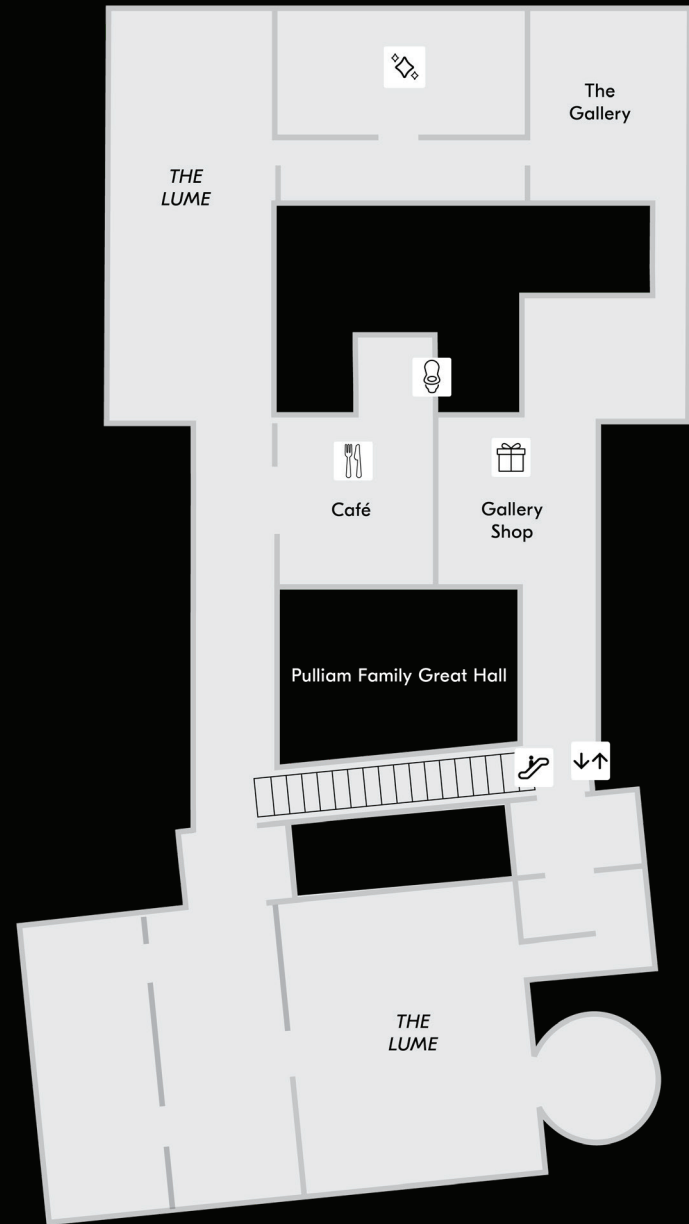 The
Gallery
THE
LUME
Café
Gallery
Shop
Pulliam Family Great Hall
THE
LUME